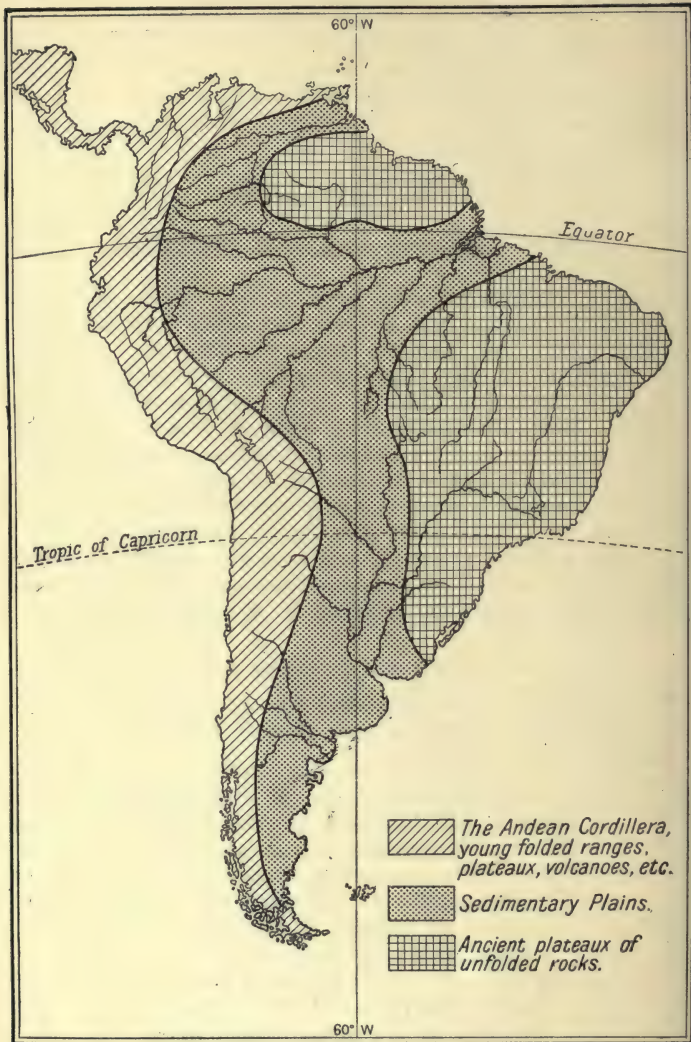 60° W
Equator
Tropic of Capricorn
The Andean Cordillera,
young folded ranges,
plateaux, volcanoes, etc.
Sedimentary Plains.
Ancient plateaux of
unfolded rocks.
60° W